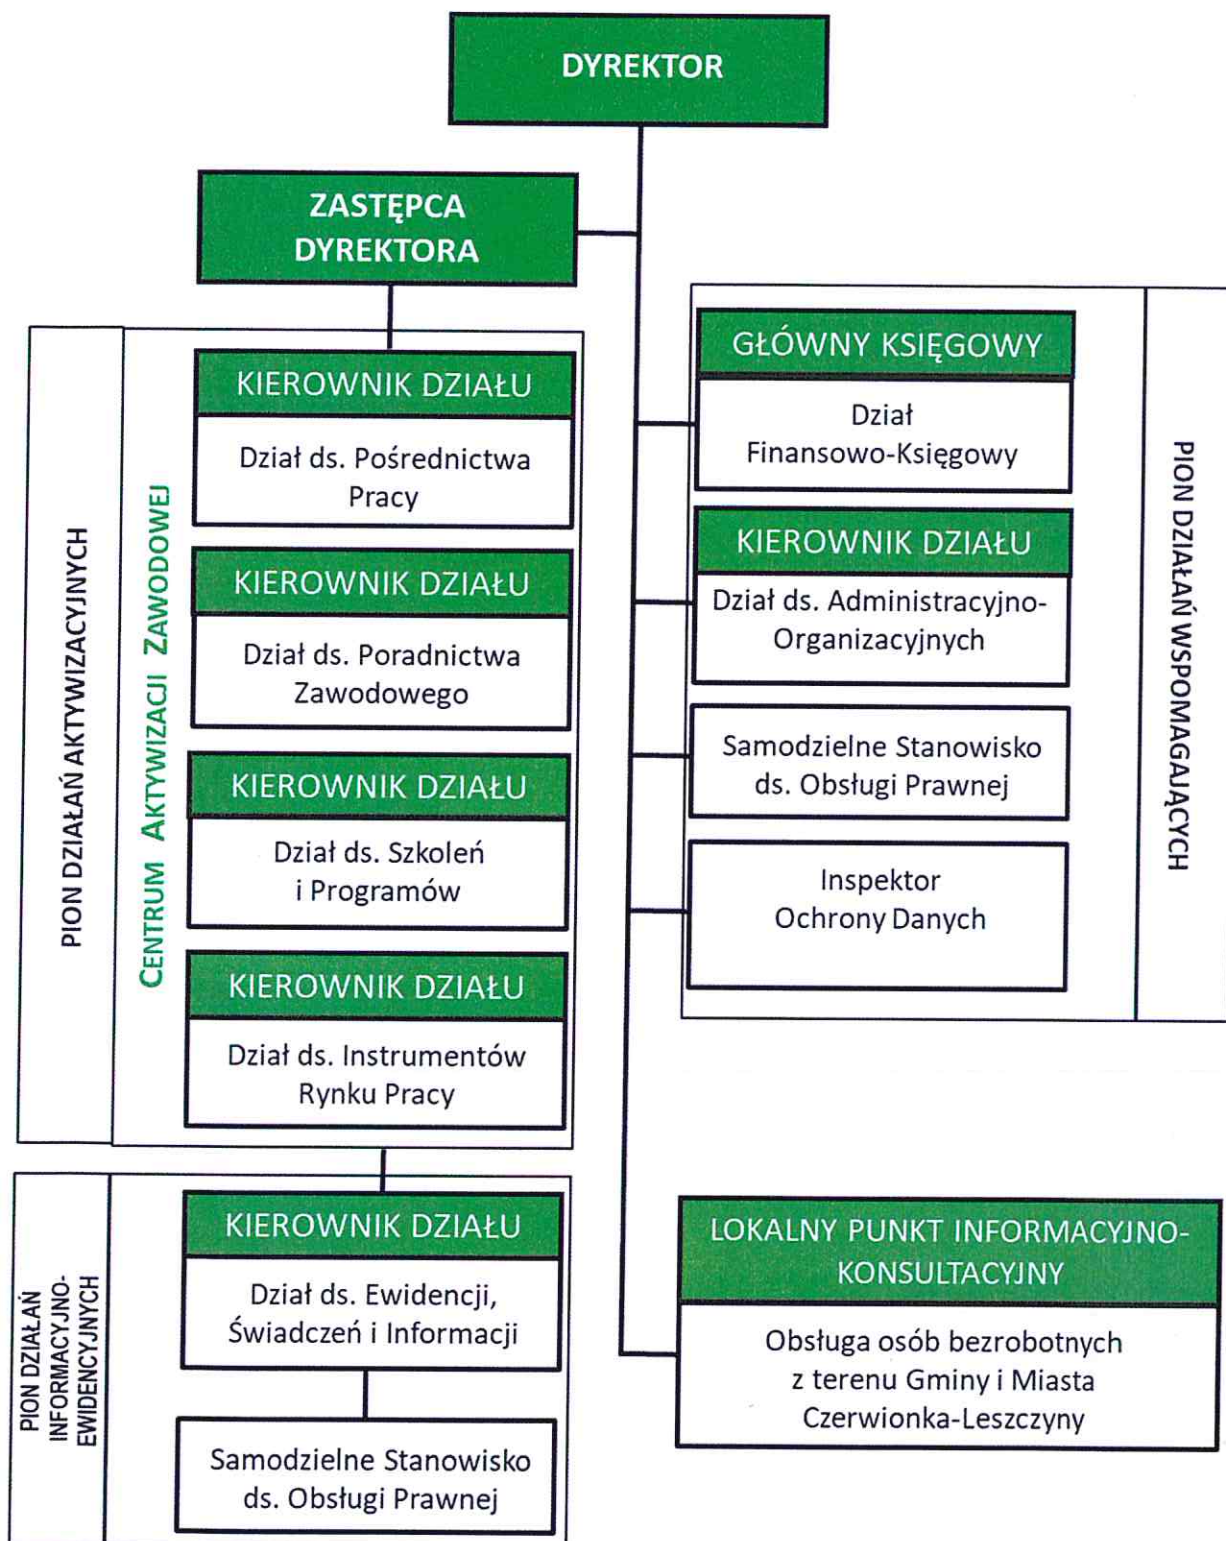 DYREKTOR
ZASTĘPCA
DYREKTORA
PION DZIAŁAŃ AKTYWIZACYJNYCH
CENTRUM AKTYWIZACJI ZAWODOWEJ
KIEROWNIK DZIAŁU
Dział ds. Pośrednictwa
Pracy
KIEROWNIK DZIAŁU
Dział ds. Poradnictwa
Zawodowego
KIEROWNIK DZIAŁU
Dział ds. Szkoleń
i Programów
KIEROWNIK DZIAŁU
Dział ds. Instrumentów
Rynku Pracy
PION DZIAŁAŃ
INFORMACYJNO-
EWIDENCYJNYCH
KIEROWNIK DZIAŁU
Dział ds. Ewidencji,
Świadczeń i Informacji
Samodzielne Stanowisko
ds. Obsługi Prawnej
GŁÓWNY KSIĘGOWY
Dział
Finansowo-Księgowy
KIEROWNIK DZIAŁU
Dział ds. Administracyjno-
Organizacyjnych
Samodzielne Stanowisko
ds. Obsługi Prawnej
Inspektor
Ochrony Danych
PION DZIAŁAŃ WSPOMAGAJĄCYCH
LOKALNY PUNKT INFORMACYJNO-
KONSULTACYJNY
Obsługa osób bezrobotnych
z terenu Gminy i Miasta
Czerwionka-Leszczyny